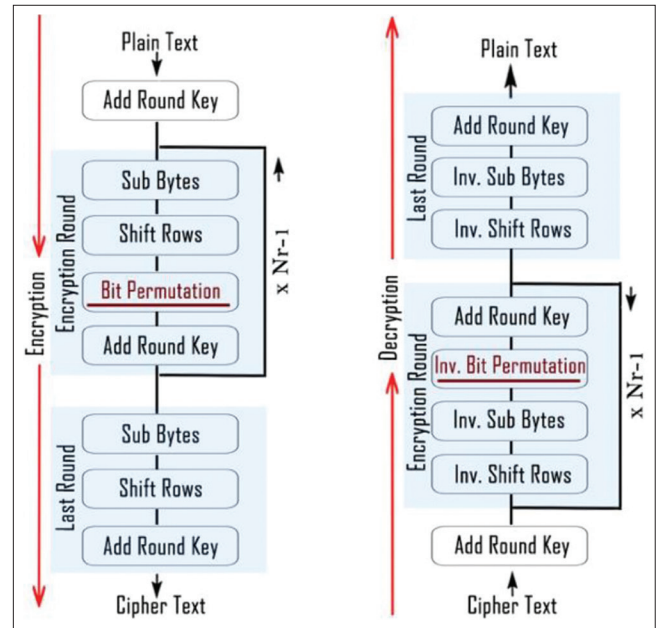 Plain Text
Add Round Key
Sub Bytes
Shift Rows
Bit Permutation
Add Round Key
Encryption Round
x Nr-1
Sub Bytes
Shift Rows
Add Round Key
Last Round
Cipher Text
Encryption
Plain Text
Add Round Key
Inv. Sub Bytes
Inv. Shift Rows
Last Round
Add Round Key
Inv. Bit Permutation
Inv. Sub Bytes
Inv. Shift Rows
Encryption Round
x Nr-1
Add Round Key
Cipher Text
Decryption